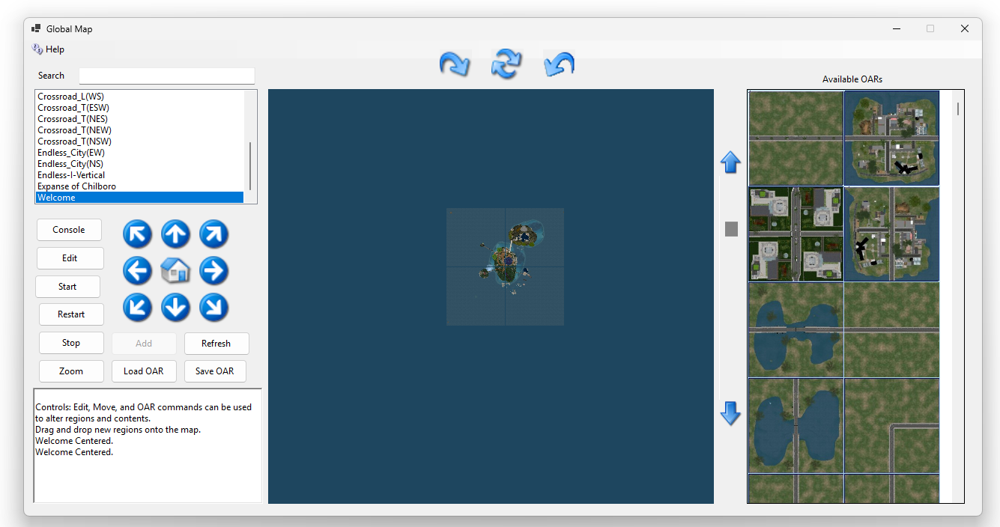 Global Map
Help
Search
Available OARs
Crossroad_L(WS)
Crossroad_T(ESW)
Crossroad_T(NES)
Crossroad_T(NEW)
Crossroad_T(NSW)
Endless_City(EW)
Endless_City(NS)
Endless-I-Vertical
Expanse of Chilboro
Welcome
Console
Edit
Start
Restart
Stop
Add
Refresh
Zoom
Load OAR
Save OAR
Controls: Edit, Move, and OAR commands can be used
to alter regions and contents.
Drag and drop new regions onto the map.
Welcome Centered.
Welcome Centered.